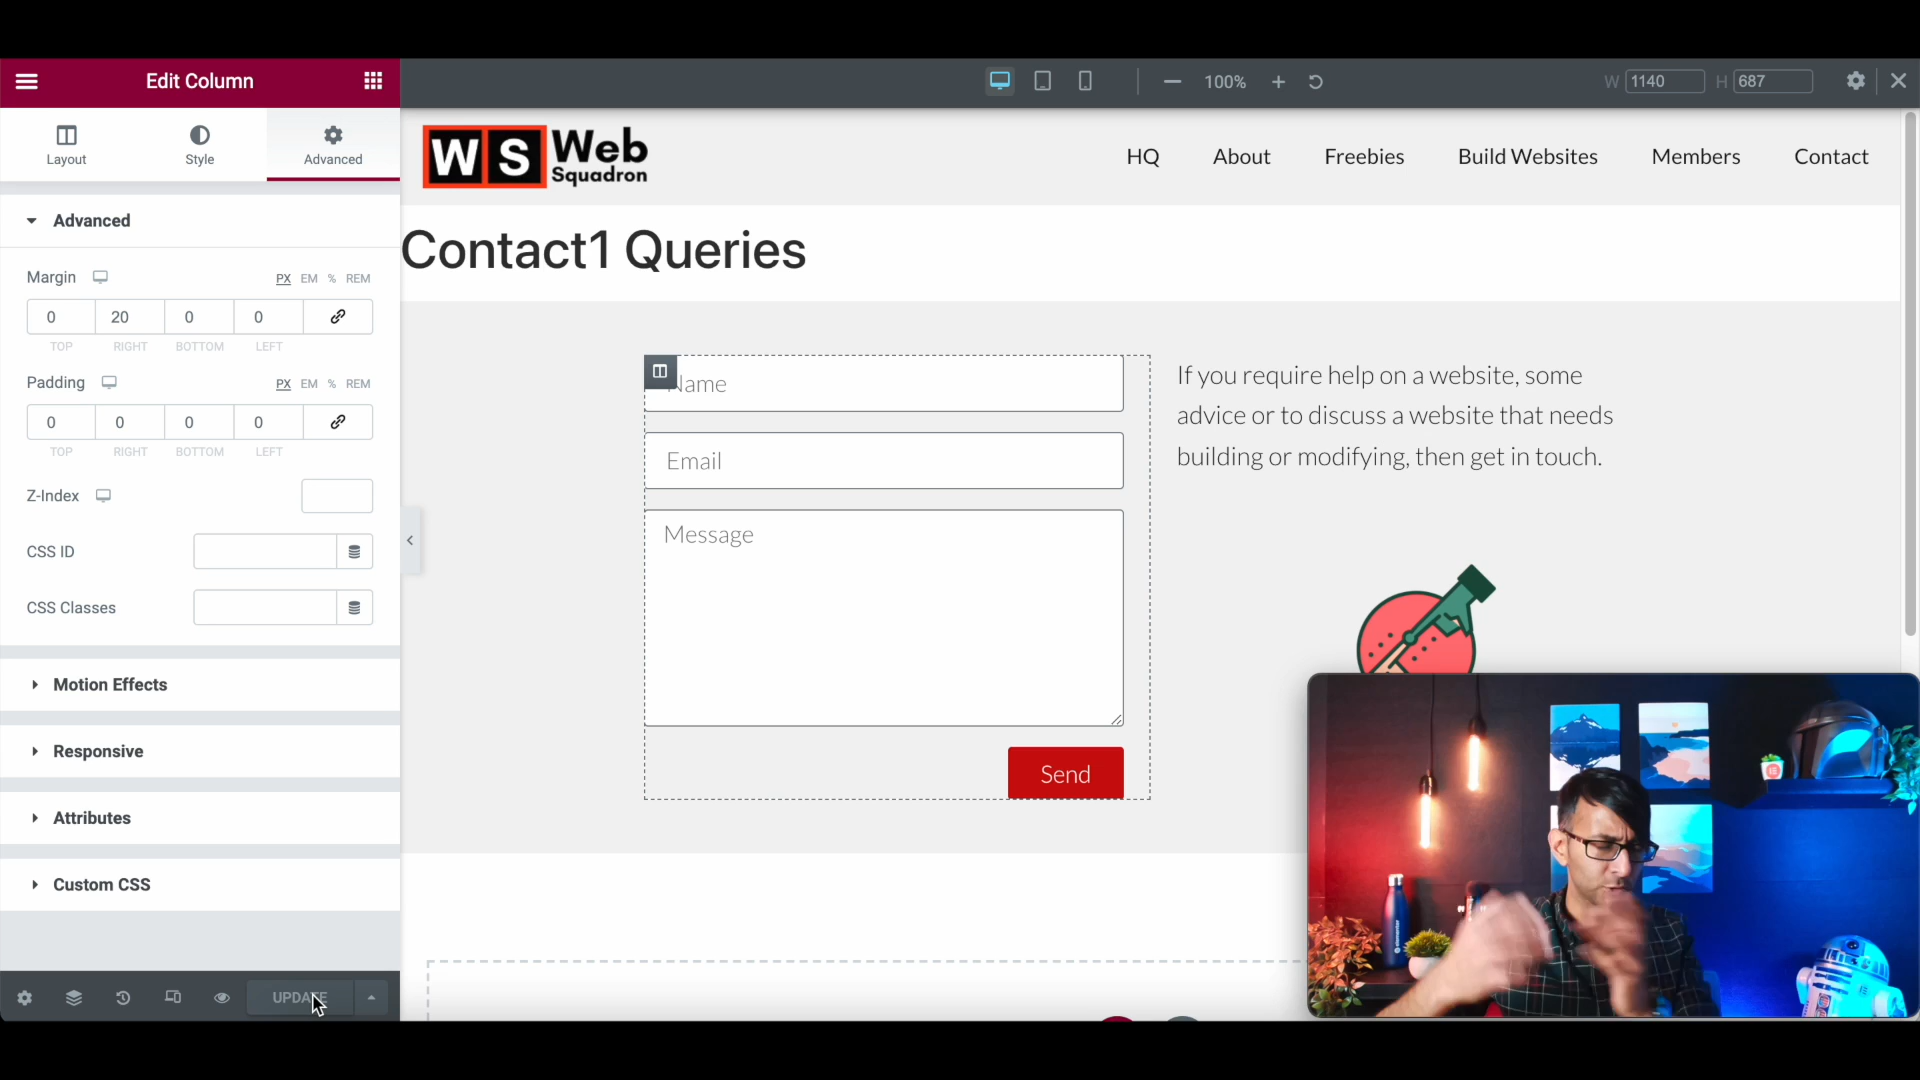 Edit Column
100%
W 1140 H 687
Layout
Style
Advanced
WS Web Squadron
HQ
About
Freebies
Build Websites
Members
Contact
Advanced
Contact1 Queries
Margin
PX EM % REM
0 20 0 0
TOP RIGHT BOTTOM LEFT
Padding
PX EM % REM
0 0 0 0
TOP RIGHT BOTTOM LEFT
Z-Index
CSS ID
CSS Classes
Motion Effects
Responsive
Attributes
Custom CSS
UPDATE
Name
Email
Message
Send
If you require help on a website, some
advice or to discuss a website that needs
building or modifying, then get in touch.
elementor